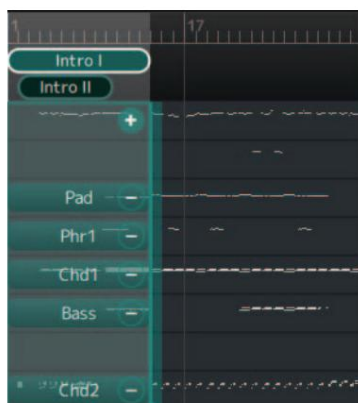 1 17
Intro I
Intro II
+
Pad −
Phr1 −
Chd1 −
Bass −
Chd2 −